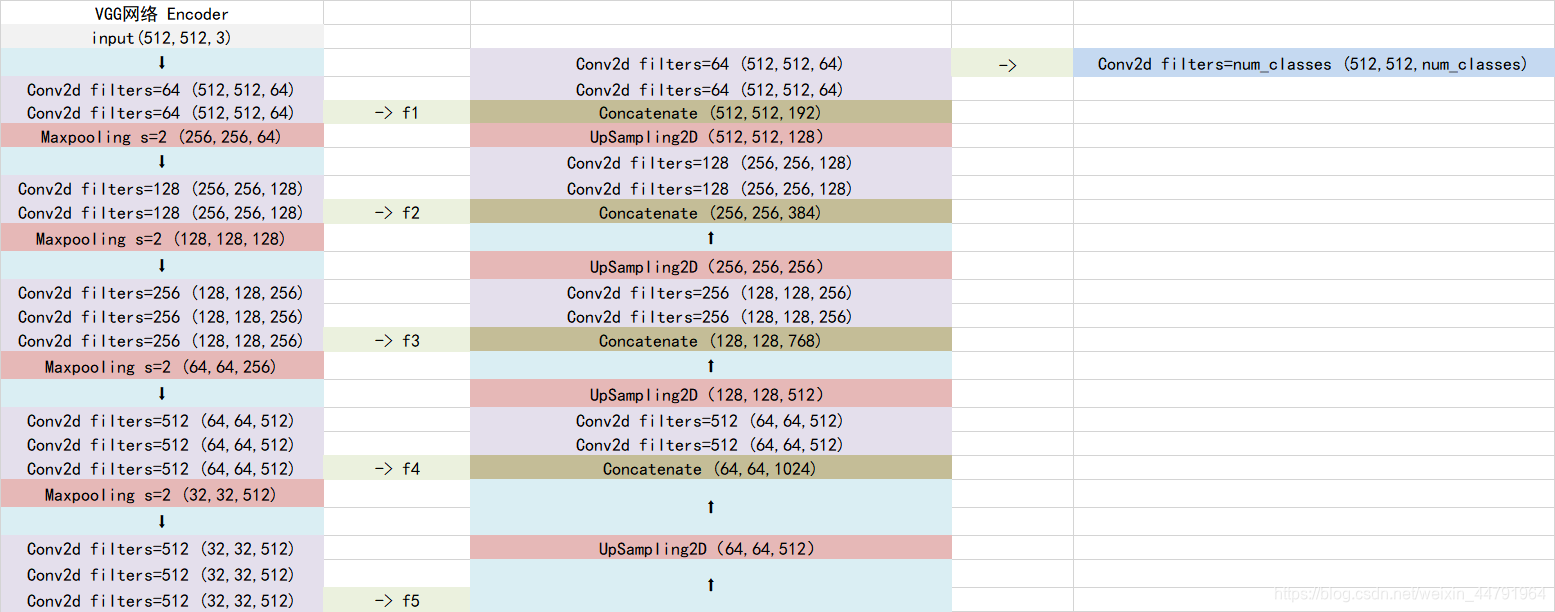 VGG网络 Encoder
input(512,512,3)
↓
Conv2d filters=64 (512,512,64)
Conv2d filters=64 (512,512,64)
-> f1
Maxpooling s=2 (256,256,64)
↓
Conv2d filters=128 (256,256,128)
Conv2d filters=128 (256,256,128)
-> f2
Maxpooling s=2 (128,128,128)
↓
Conv2d filters=256 (128,128,256)
Conv2d filters=256 (128,128,256)
Conv2d filters=256 (128,128,256)
-> f3
Maxpooling s=2 (64,64,256)
↓
Conv2d filters=512 (64,64,512)
Conv2d filters=512 (64,64,512)
Conv2d filters=512 (64,64,512)
-> f4
Maxpooling s=2 (32,32,512)
↓
Conv2d filters=512 (32,32,512)
Conv2d filters=512 (32,32,512)
Conv2d filters=512 (32,32,512)
-> f5
Conv2d filters=64 (512,512,64)
Conv2d filters=64 (512,512,64)
Concatenate (512,512,192)
UpSampling2D (512,512,128)
Conv2d filters=128 (256,256,128)
Conv2d filters=128 (256,256,128)
Concatenate (256,256,384)
↑
UpSampling2D (256,256,256)
Conv2d filters=256 (128,128,256)
Conv2d filters=256 (128,128,256)
Concatenate (128,128,768)
↑
UpSampling2D (128,128,512)
Conv2d filters=512 (64,64,512)
Conv2d filters=512 (64,64,512)
Concatenate (64,64,1024)
↑
UpSampling2D (64,64,512)
↑
->
Conv2d filters=num_classes (512,512,num_classes)
https://blog.csdn.net/weixin_44791964